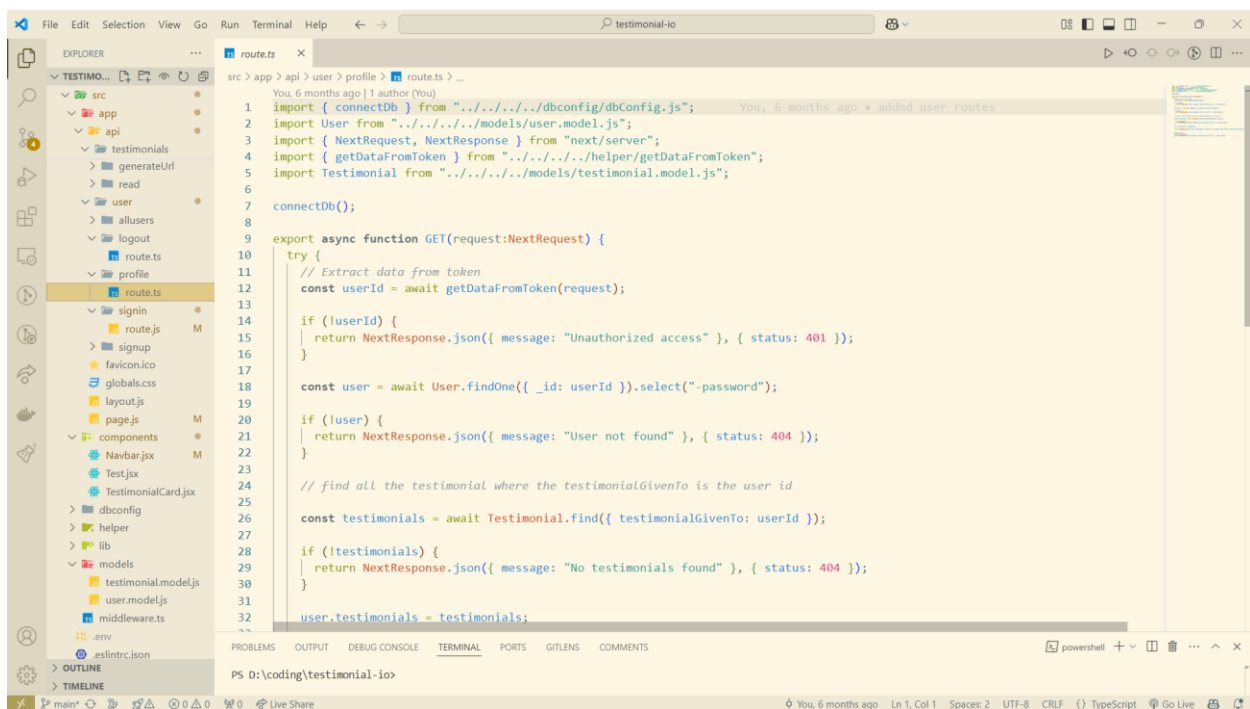 File Edit Selection View Go Run Terminal Help
testimonial-io
EXPLORER
TESTIMO...
src
app
api
testimonials
generateUrl
read
user
allusers
logout
route.ts
profile
route.ts
signin
route.js M
signup
favicon.ico
globals.css
layout.js
page.js M
components
Navbar.jsx M
Test.jsx
TestimonialCard.jsx
dbconfig
helper
lib
models
testimonial.model.js
user.model.js
middleware.ts
.env
.eslintrc.json
OUTLINE
TIMELINE
4
route.ts
src > app > api > user > profile > route.ts > ...
You, 6 months ago | 1 author (You)
1 import { connectDb } from "../../../../dbconfig/dbConfig.js"; You, 6 months ago • added user routes
2 import User from "../../../../models/user.model.js";
3 import { NextRequest, NextResponse } from "next/server";
4 import { getDataFromToken } from "../../../../helper/getDataFromToken";
5 import Testimonial from "../../../../models/testimonial.model.js";
6
7 connectDb();
8
9 export async function GET(request:NextRequest) {
10 try {
11 // Extract data from token
12 const userId = await getDataFromToken(request);
13
14 if (!userId) {
15 return NextResponse.json({ message: "Unauthorized access" }, { status: 401 });
16 }
17
18 const user = await User.findOne({ _id: userId }).select("-password");
19
20 if (!user) {
21 return NextResponse.json({ message: "User not found" }, { status: 404 });
22 }
23
24 // find all the testimonial where the testimonialGivenTo is the user id
25
26 const testimonials = await Testimonial.find({ testimonialGivenTo: userId });
27
28 if (!testimonials) {
29 return NextResponse.json({ message: "No testimonials found" }, { status: 404 });
30 }
31
32 user.testimonials = testimonials;
PROBLEMS OUTPUT DEBUG CONSOLE TERMINAL PORTS GITLENS COMMENTS
powershell
PS D:\coding\testimonial-io>
main* 0 0 0 Live Share You, 6 months ago Ln 1, Col 1 Spaces: 2 UTF-8 CRLF {} TypeScript Go Live